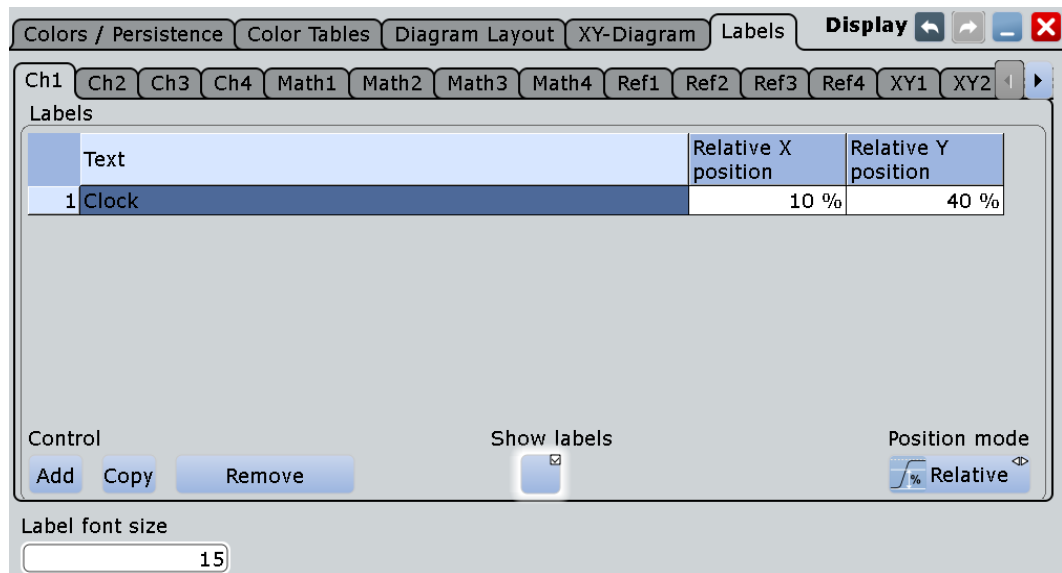 Colors / Persistence Color Tables Diagram Layout XY-Diagram Labels Display
Ch1 Ch2 Ch3 Ch4 Math1 Math2 Math3 Math4 Ref1 Ref2 Ref3 Ref4 XY1 XY2
Labels
Text Relative X position Relative Y position
1 Clock 10 % 40 %
Control Show labels Position mode
Add Copy Remove % Relative
Label font size
15